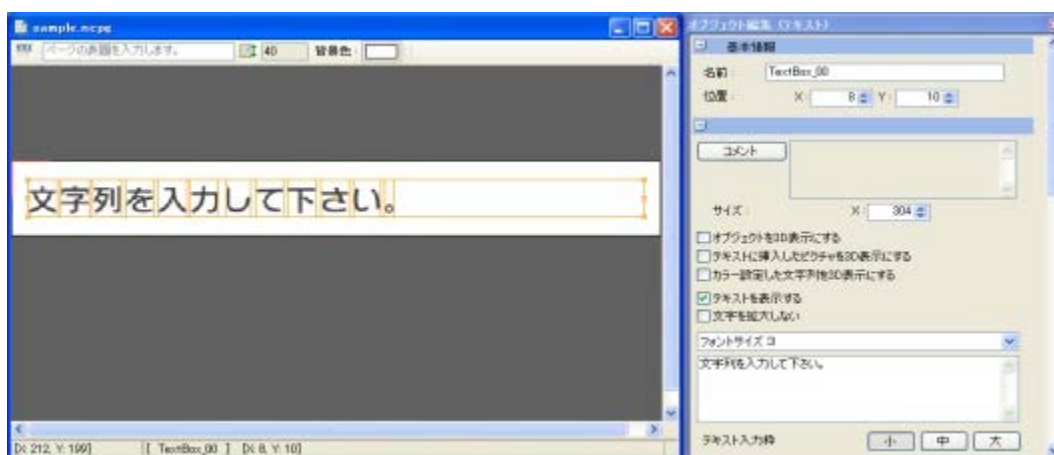 sample.ncpg
ページの表題を入力します。 40 背景色:
文字列を入力して下さい。
[X: 212, Y: 199] [ TextBox_00 ] [X: 8, Y: 10]
オブジェクト編集 (テキスト)
基本情報
名前: TextBox_00
位置: X: 8 Y: 10
コメント
サイズ: X: 304
オブジェクトを3D表示にする
テキストに挿入したピクチャを3D表示にする
カラー設定した文字列を3D表示にする
テキストを表示する
文字を拡大しない
フォントサイズ 3
文字列を入力して下さい。
テキスト入力枠 小 中 大